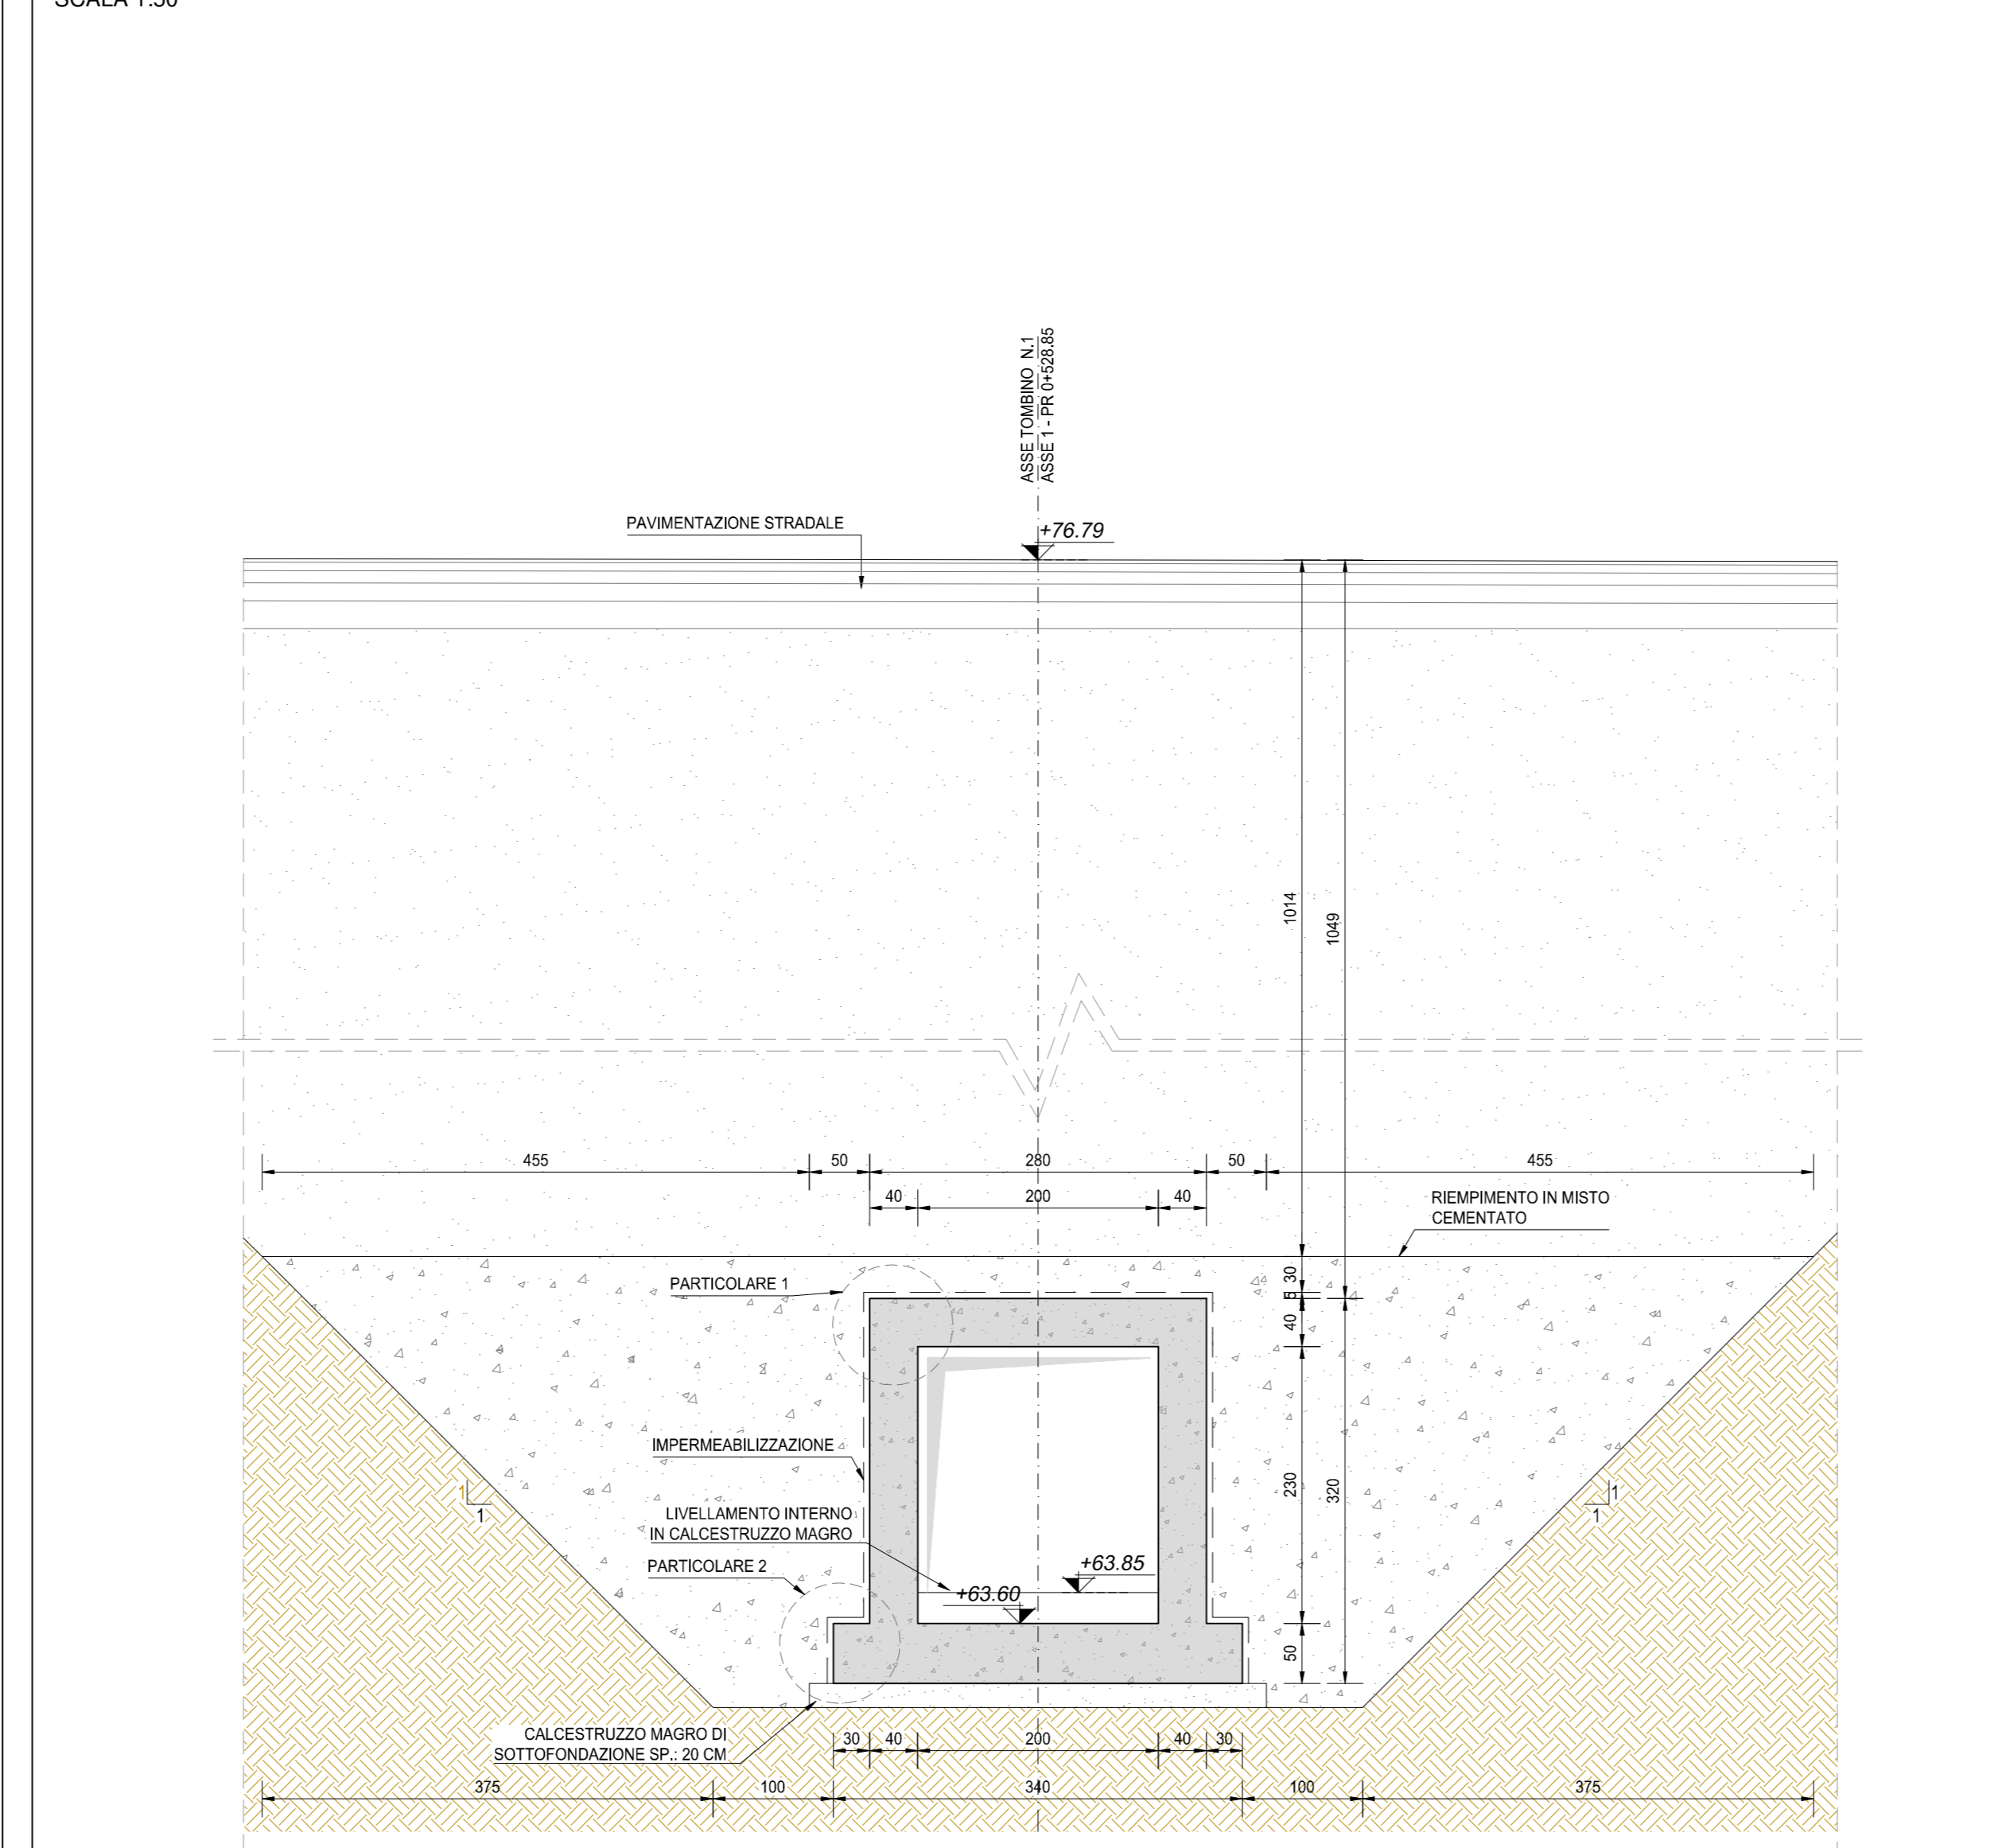 SCALA 1:50
ASSE TOMBINO N.1
ASSE 1 - PR 0+528.85
PAVIMENTAZIONE STRADALE
+76.79
1014
1049
455
50
280
50
455
40
200
40
RIEMPIMENTO IN MISTO
CEMENTATO
PARTICOLARE 1
30
5
40
IMPERMEABILIZZAZIONE
230
320
1
1
1
1
LIVELLAMENTO INTERNO
IN CALCESTRUZZO MAGRO
PARTICOLARE 2
+63.85
+63.60
50
CALCESTRUZZO MAGRO DI
SOTTOFONDAZIONE SP.: 20 CM
30
40
200
40
30
375
100
340
100
375